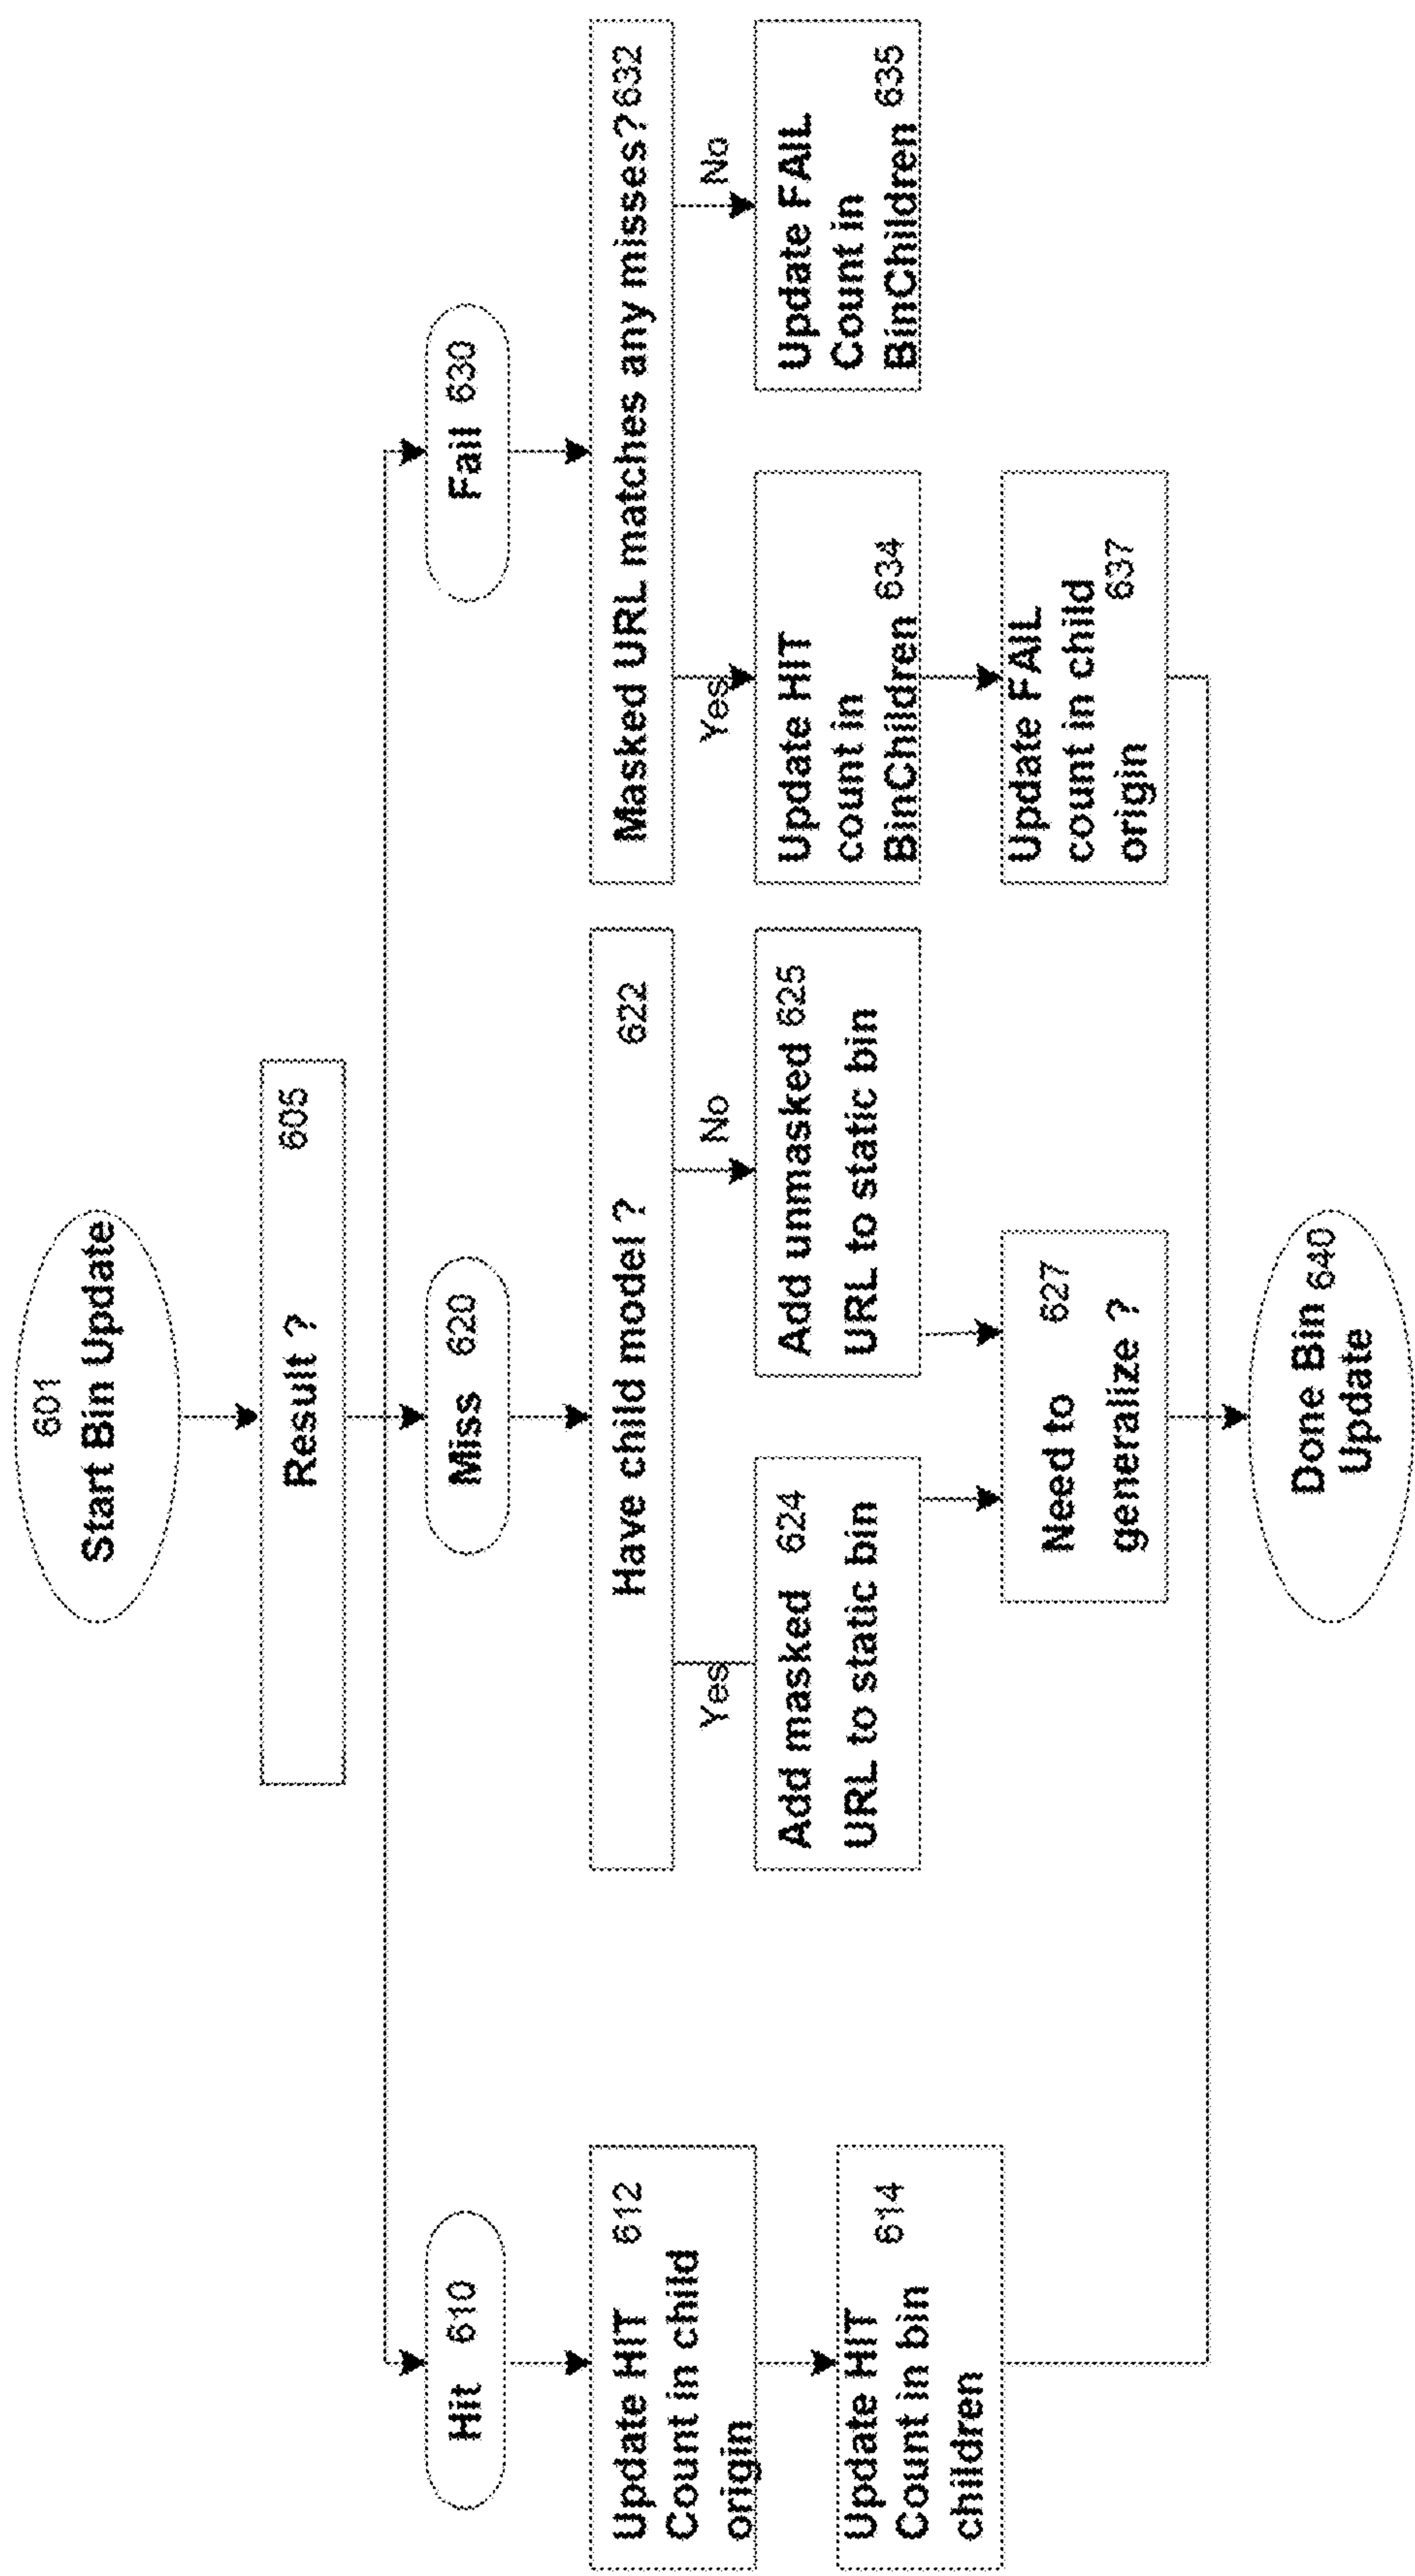 601
Start Bin Update
Result ? 605
Hit 610
Miss 620
Fail 630
Update HIT 612
Count in child
origin
Update HIT
Count in bin 614
children
Have child model ? 622
Yes
No
Add masked 624
URL to static bin
Add unmasked 625
URL to static bin
Need to 627
generalize ?
Masked URL matches any misses? 632
Yes
No
Update HIT
count in
BinChildren 634
Update FAIL
Count in
BinChildren 635
Update FAIL
count in child
origin 637
Done Bin 640
Update